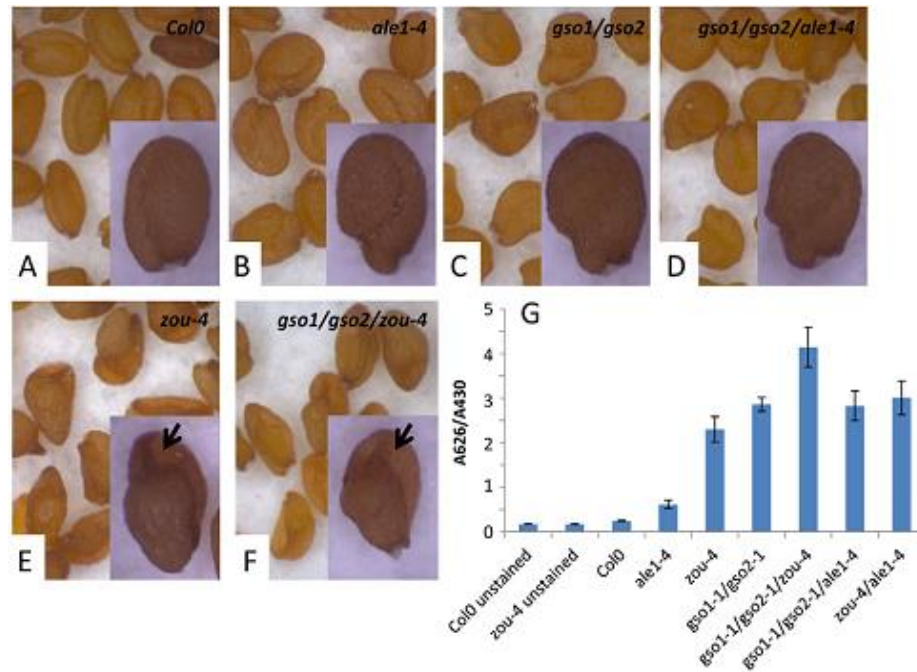 Col0
A
ale1-4
B
gso1/gso2
C
gso1/gso2/ale1-4
D
zou-4
E
gso1/gso2/zou-4
F
G
A626/A430
5
4
3
2
1
0
Col0 unstained
zou-4 unstained
Col0
ale1-4
zou-4
gso1-1/gso2-1
gso1-1/gso2-1/zou-4
gso1-1/gso2-1/ale1-4
zou-4/ale1-4